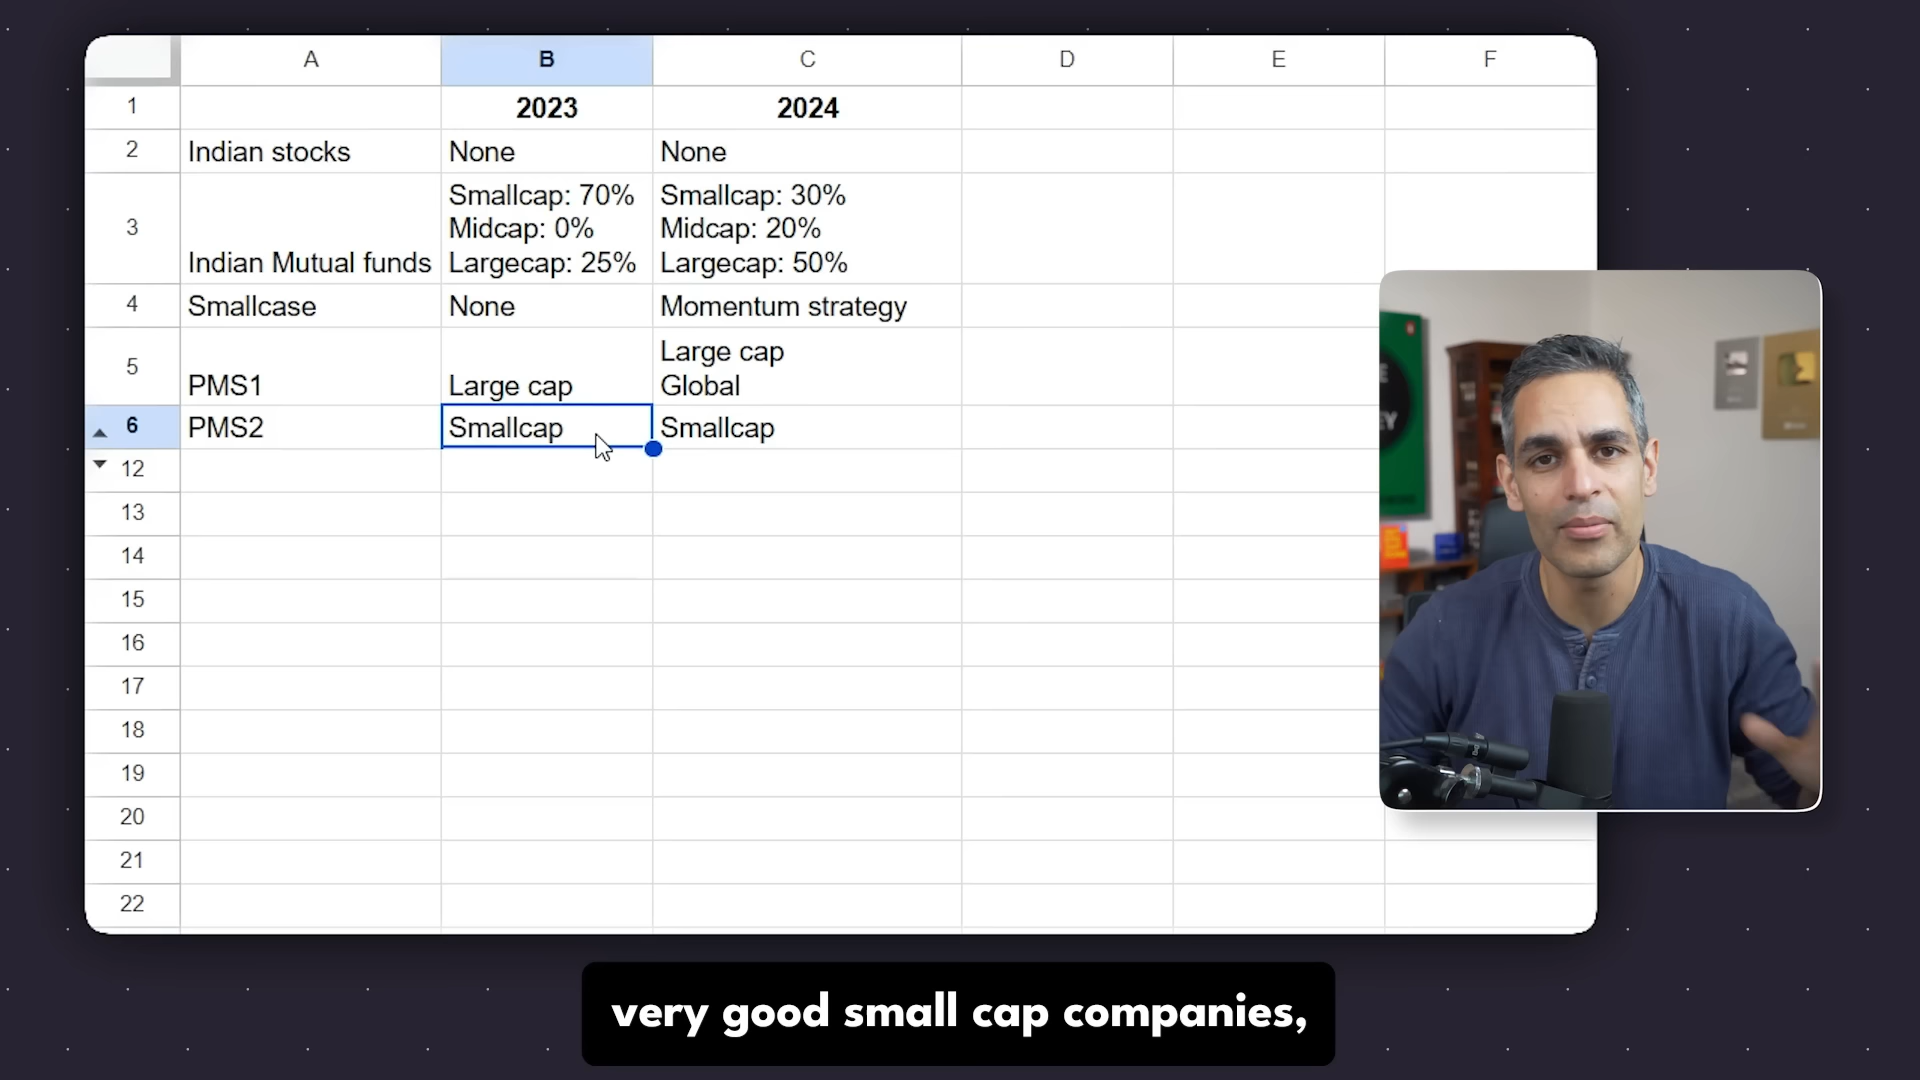 A B C D E F
1 2023 2024
2 Indian stocks None None
3 Indian Mutual funds
Smallcap: 70%
Midcap: 0%
Largecap: 25%
Smallcap: 30%
Midcap: 20%
Largecap: 50%
4 Smallcase None Momentum strategy
5 PMS1 Large cap
Large cap
Global
6 PMS2 Smallcap Smallcap
12
13
14
15
16
17
18
19
20
21
22
very good small cap companies,